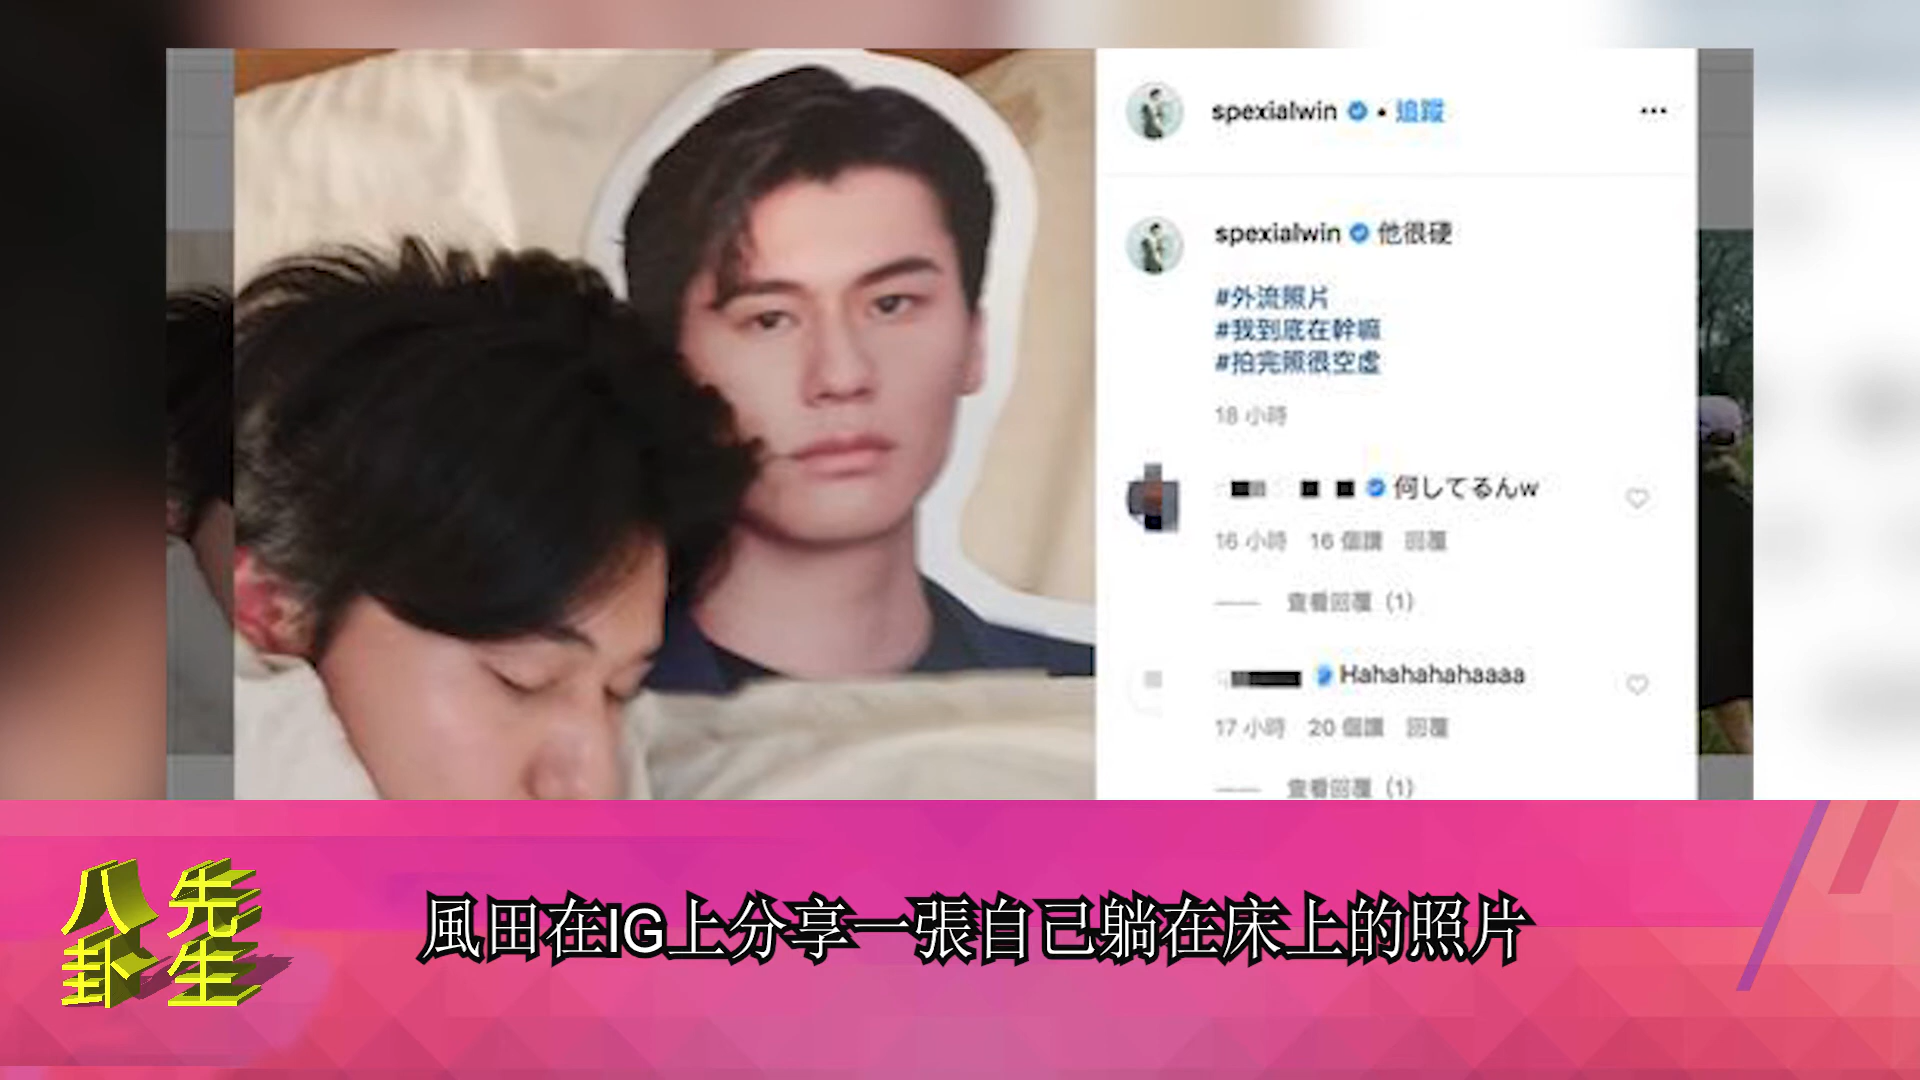 spexialwin • 追蹤
spexialwin 他很硬
#外流照片
#我到底在幹嘛
#拍完照很空虛
18 小時
何してるんw
16 小時 16 個讚 回覆
查看回覆 (1)
Hahahahahaaaa
17 小時 20 個讚 回覆
查看回覆 (1)
八卦先生
風田在IG上分享一張自己躺在床上的照片